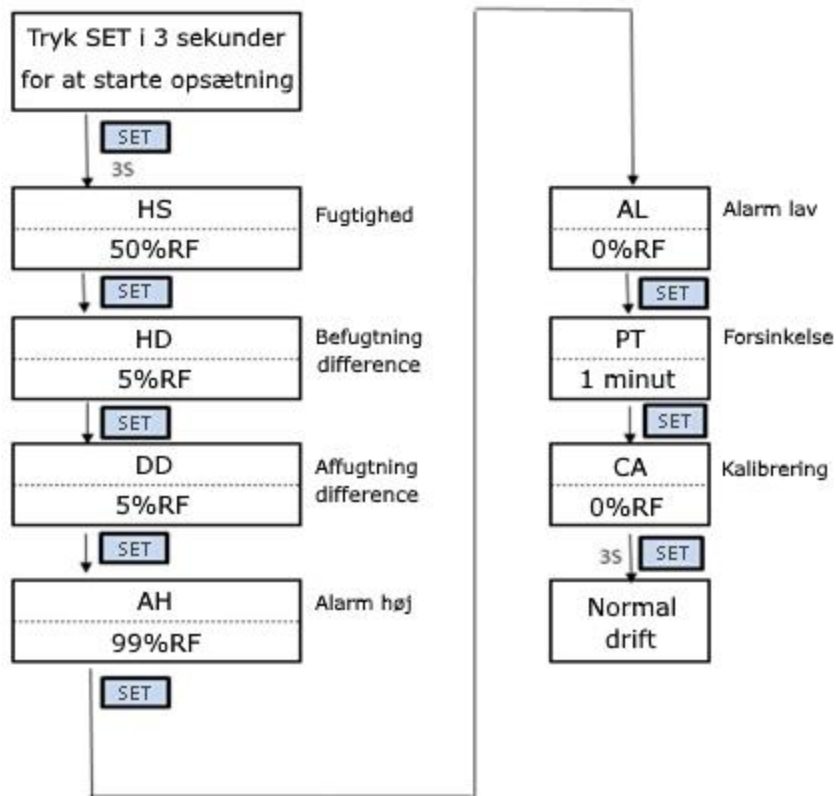 Tryk SET i 3 sekunder
for at starte opsætning
SET
3S
HS
Fugtighed
50%RF
SET
HD
Befugtning
difference
5%RF
SET
DD
Affugtning
difference
5%RF
SET
AH
Alarm høj
99%RF
SET
AL
Alarm lav
0%RF
SET
PT
Forsinkelse
1 minut
SET
CA
Kalibrering
0%RF
3S
SET
Normal
drift